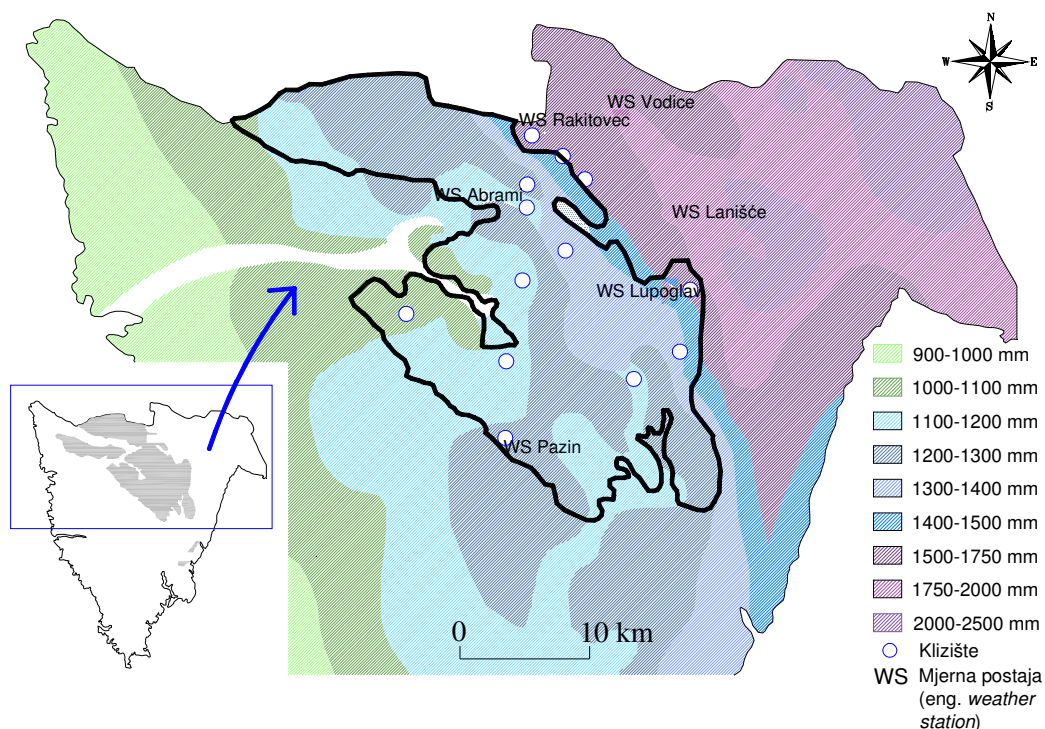 N
W E
S
WS Vodice
WS Rakitovec
WS Abrami
WS Lanišće
WS Lupoglav
WS Pazin
0 10 km
900-1000 mm
1000-1100 mm
1100-1200 mm
1200-1300 mm
1300-1400 mm
1400-1500 mm
1500-1750 mm
1750-2000 mm
2000-2500 mm
Klizište
WS Mjerna postaja
(eng. weather
station)